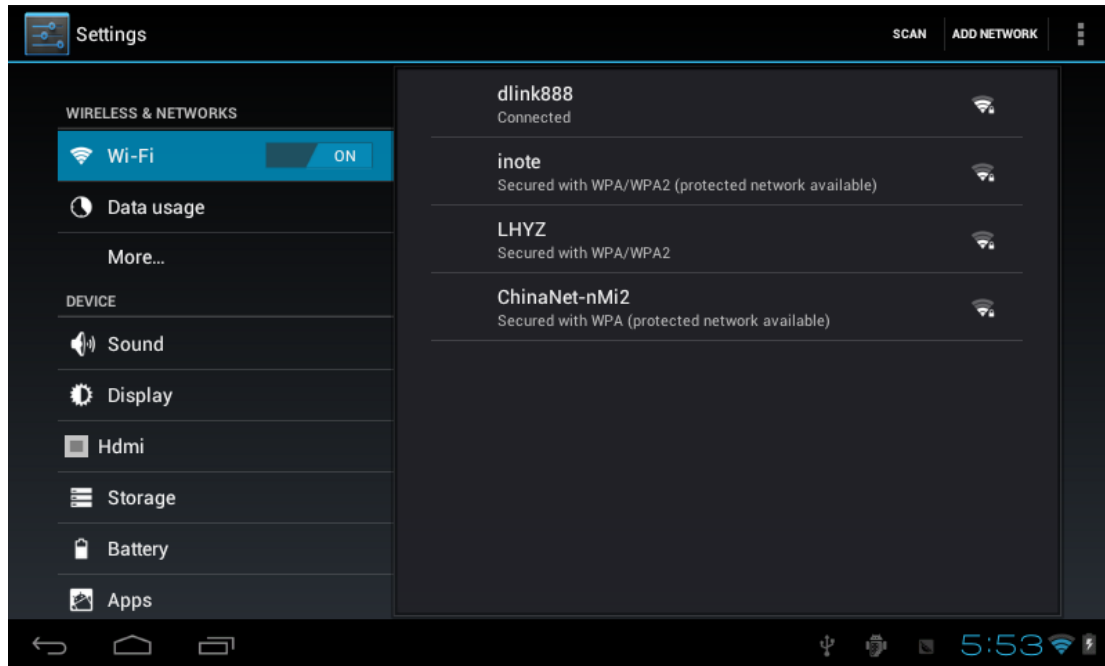 Settings
SCAN
ADD NETWORK
WIRELESS & NETWORKS
Wi-Fi
ON
Data usage
More...
DEVICE
Sound
Display
Hdmi
Storage
Battery
Apps
dlink888
Connected
inote
Secured with WPA/WPA2 (protected network available)
LHYZ
Secured with WPA/WPA2
ChinaNet-nMi2
Secured with WPA (protected network available)
5:53